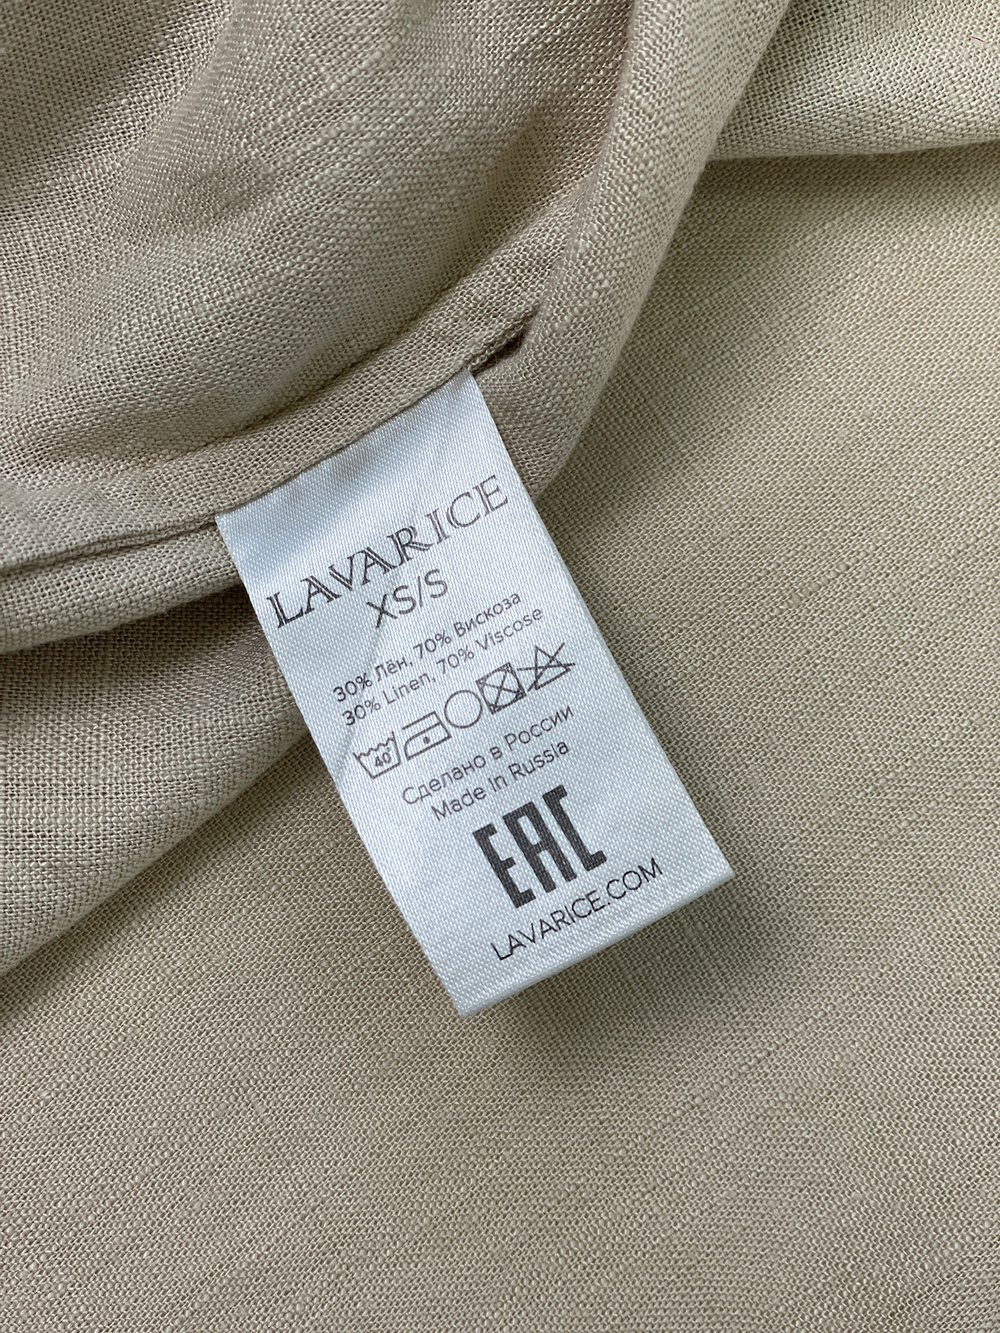 LAVARICE
XS/S
30% Лён, 70% Вискоза
30% Linen, 70% Viscose
40
Сделано в России
Made In Russia
EAC
LAVARICE.COM